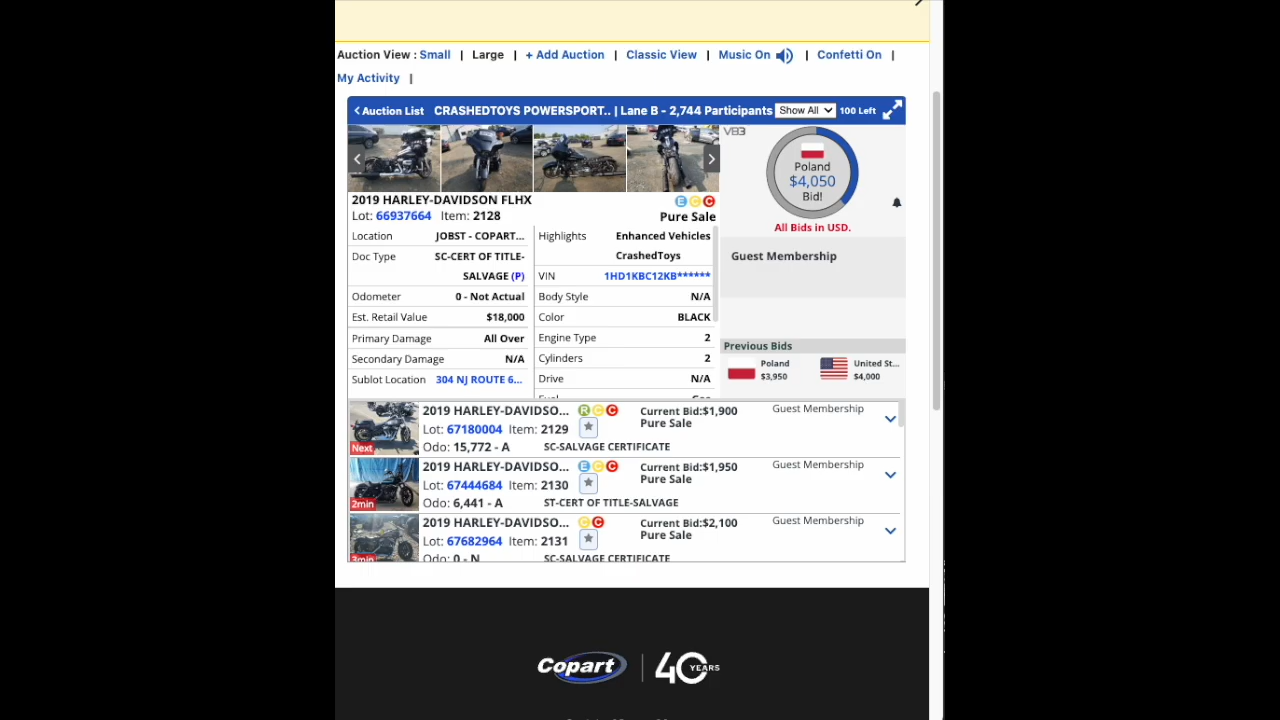 Auction View : Small | Large | + Add Auction | Classic View | Music On | Confetti On |
My Activity |
Auction List CRASHEDTOYS POWERSPORT.. | Lane B - 2,744 Participants Show All 100 Left
VB3
Poland
$4,050
Bid!
All Bids in USD.
2019 HARLEY-DAVIDSON FLHX E C C
Lot: 66937664 Item: 2128 Pure Sale
Location JOBST - COPART...
Doc Type SC-CERT OF TITLE-
SALVAGE (P)
Odometer 0 - Not Actual
Est. Retail Value $18,000
Primary Damage All Over
Secondary Damage N/A
Sublot Location 304 NJ ROUTE 6...
Highlights Enhanced Vehicles
CrashedToys
VIN 1HD1KBC12KB******
Body Style N/A
Color BLACK
Engine Type 2
Cylinders 2
Drive N/A
Guest Membership
Previous Bids
Poland
$3,950
United St...
$4,000
2019 HARLEY-DAVIDSO... R C C Current Bid:$1,900 Guest Membership
Lot: 67180004 Item: 2129 Pure Sale
Next Odo: 15,772 - A SC-SALVAGE CERTIFICATE
2019 HARLEY-DAVIDSO... E C C Current Bid:$1,950 Guest Membership
Lot: 67444684 Item: 2130 Pure Sale
2min Odo: 6,441 - A ST-CERT OF TITLE-SALVAGE
2019 HARLEY-DAVIDSO... C C Current Bid:$2,100 Guest Membership
Lot: 67682964 Item: 2131 Pure Sale
3min Odo: 0 - N SC-SALVAGE CERTIFICATE
Copart | 40 YEARS